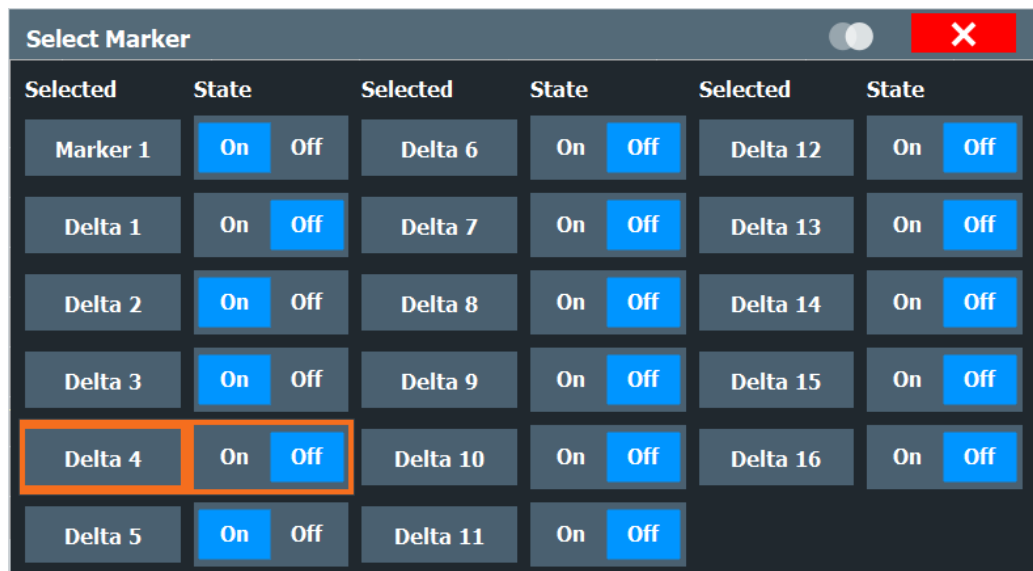 Select Marker
Selected State Selected State Selected State
Marker 1 On Off Delta 6 On Off Delta 12 On Off
Delta 1 On Off Delta 7 On Off Delta 13 On Off
Delta 2 On Off Delta 8 On Off Delta 14 On Off
Delta 3 On Off Delta 9 On Off Delta 15 On Off
Delta 4 On Off Delta 10 On Off Delta 16 On Off
Delta 5 On Off Delta 11 On Off